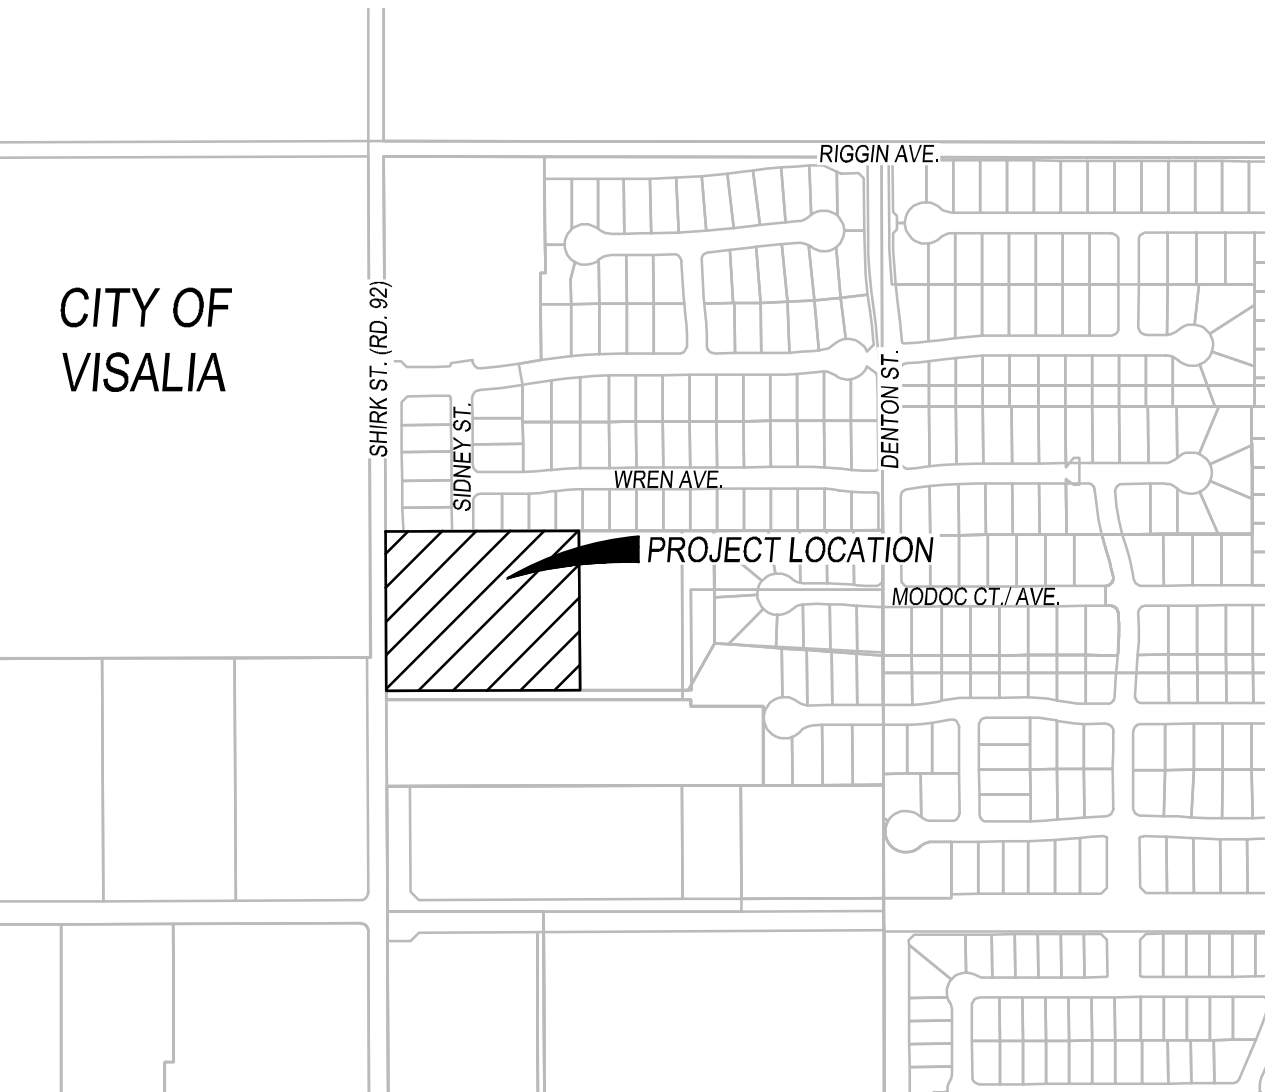 RIGGIN AVE.
CITY OF
VISALIA
SHIRK ST. (RD. 92)
SIDNEY ST.
DENTON ST.
WREN AVE.
PROJECT LOCATION
MODOC CT./ AVE.